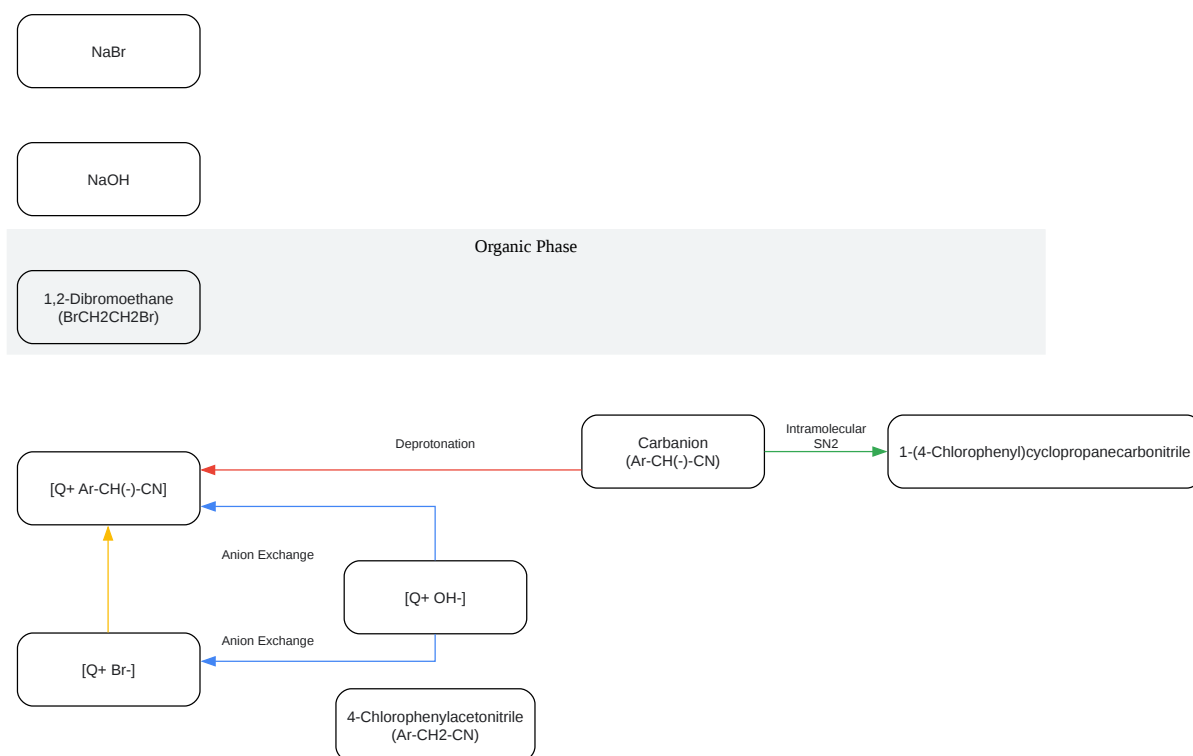 NaBr
NaOH
Organic Phase
1,2-Dibromoethane
(BrCH2CH2Br)
Deprotonation
Carbanion
(Ar-CH(-)-CN)
Intramolecular
SN2
1-(4-Chlorophenyl)cyclopropanecarbonitrile
[Q+ Ar-CH(-)-CN]
Anion Exchange
[Q+ OH-]
Anion Exchange
[Q+ Br-]
4-Chlorophenylacetonitrile
(Ar-CH2-CN)